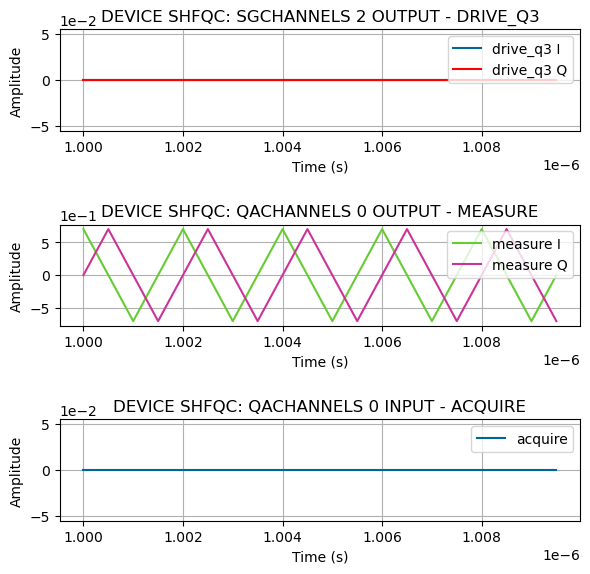 DEVICE SHFQC: SGCHANNELS 2 OUTPUT - DRIVE_Q3
1e−2
5
0
−5
Amplitude
drive_q3 I
drive_q3 Q
1.000 1.002 1.004 1.006 1.008
Time (s)
1e−6
DEVICE SHFQC: QACHANNELS 0 OUTPUT - MEASURE
1e−1
5
0
−5
Amplitude
measure I
measure Q
1.000 1.002 1.004 1.006 1.008
Time (s)
1e−6
DEVICE SHFQC: QACHANNELS 0 INPUT - ACQUIRE
1e−2
5
0
−5
Amplitude
acquire
1.000 1.002 1.004 1.006 1.008
Time (s)
1e−6